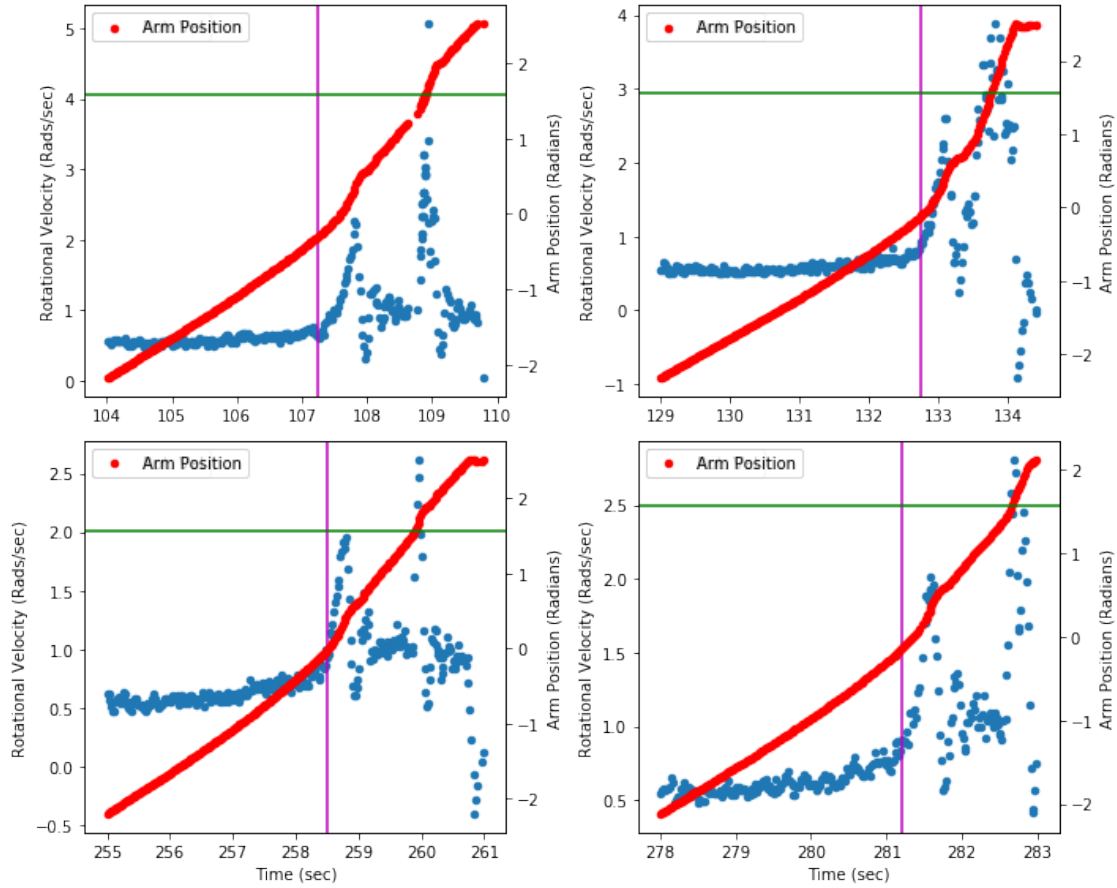 Arm Position
Rotational Velocity (Rads/sec)
5
4
3
2
1
0
2
1
0
−1
−2
Arm Position (Radians)
104 105 106 107 108 109 110
Arm Position
Rotational Velocity (Rads/sec)
4
3
2
1
0
−1
2
1
0
−1
−2
Arm Position (Radians)
129 130 131 132 133 134
Arm Position
Rotational Velocity (Rads/sec)
2.5
2.0
1.5
1.0
0.5
0.0
−0.5
2
1
0
−1
−2
Arm Position (Radians)
255 256 257 258 259 260 261
Time (sec)
Arm Position
Rotational Velocity (Rads/sec)
2.5
2.0
1.5
1.0
0.5
2
1
0
−1
−2
Arm Position (Radians)
278 279 280 281 282 283
Time (sec)